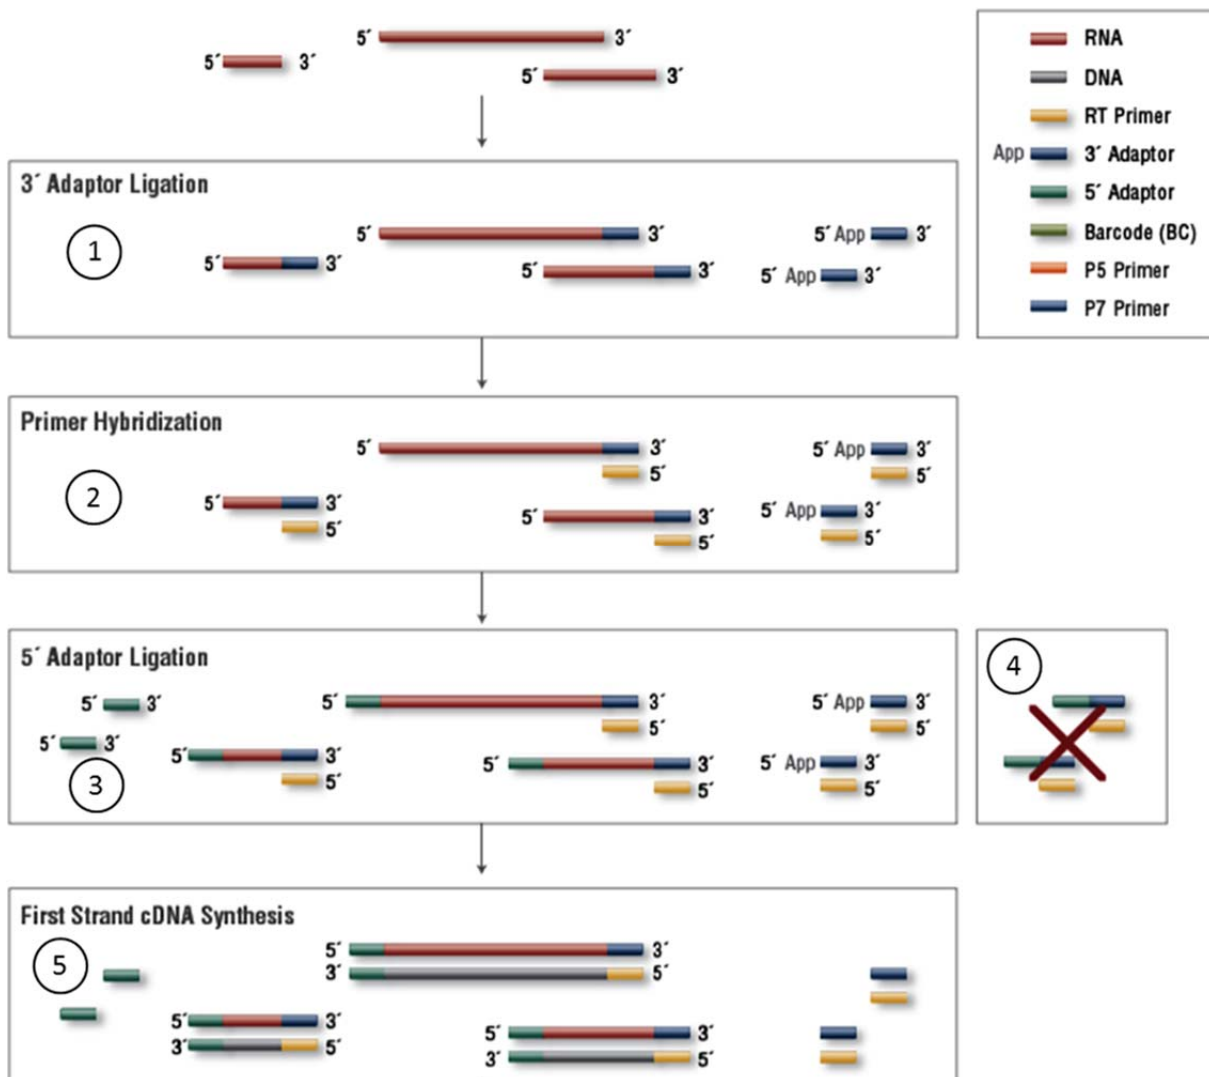 5´ 3´
5´ 3´
5´ 3´
RNA
DNA
RT Primer
App 3´ Adaptor
5´ Adaptor
Barcode (BC)
P5 Primer
P7 Primer
3´ Adaptor Ligation
1
5´ 3´
5´ App 3´
5´ 3´
5´ 3´
5´ App 3´
Primer Hybridization
2
5´ 3´
5´
5´ App 3´
5´
5´ 3´
5´
5´ 3´
5´
5´ App 3´
5´
5´ Adaptor Ligation
3
5´ 3´
5´ 3´
5´ 3´
5´
5´ App 3´
5´
5´ 3´
5´
5´ 3´
5´
5´ App 3´
5´
4
First Strand cDNA Synthesis
5
5´ 3´
3´ 5´
5´ 3´
3´ 5´
5´ 3´
3´ 5´